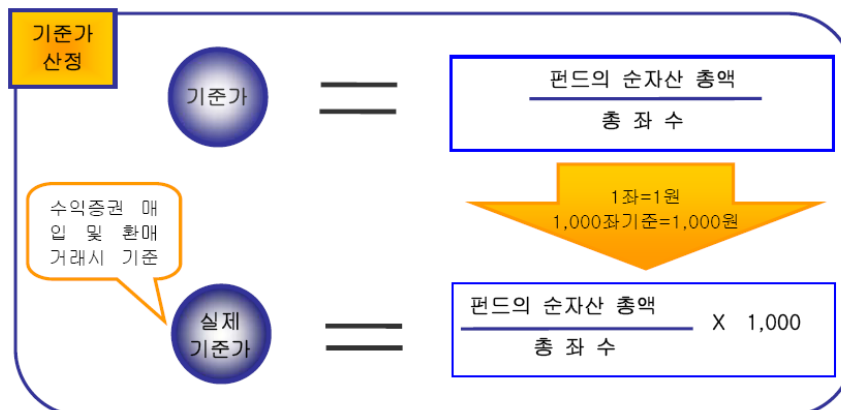 기준가
산정
기준가
펀드의 순자산 총액
총 좌 수
1좌=1원
1,000좌기준=1,000원
수익증권 매
입 및 환매
거래시 기준
실제
기준가
펀드의 순자산 총액
총 좌 수
X 1,000